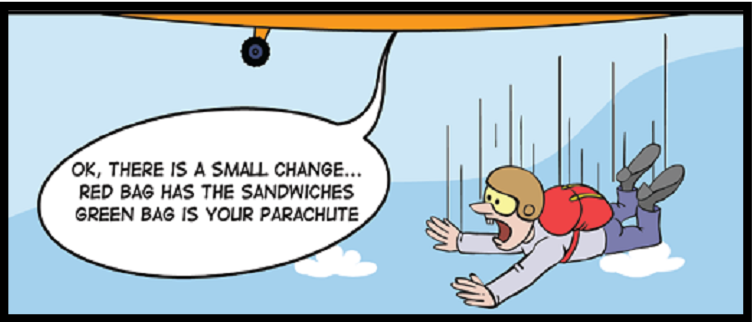 OK, THERE IS A SMALL CHANGE...
RED BAG HAS THE SANDWICHES
GREEN BAG IS YOUR PARACHUTE